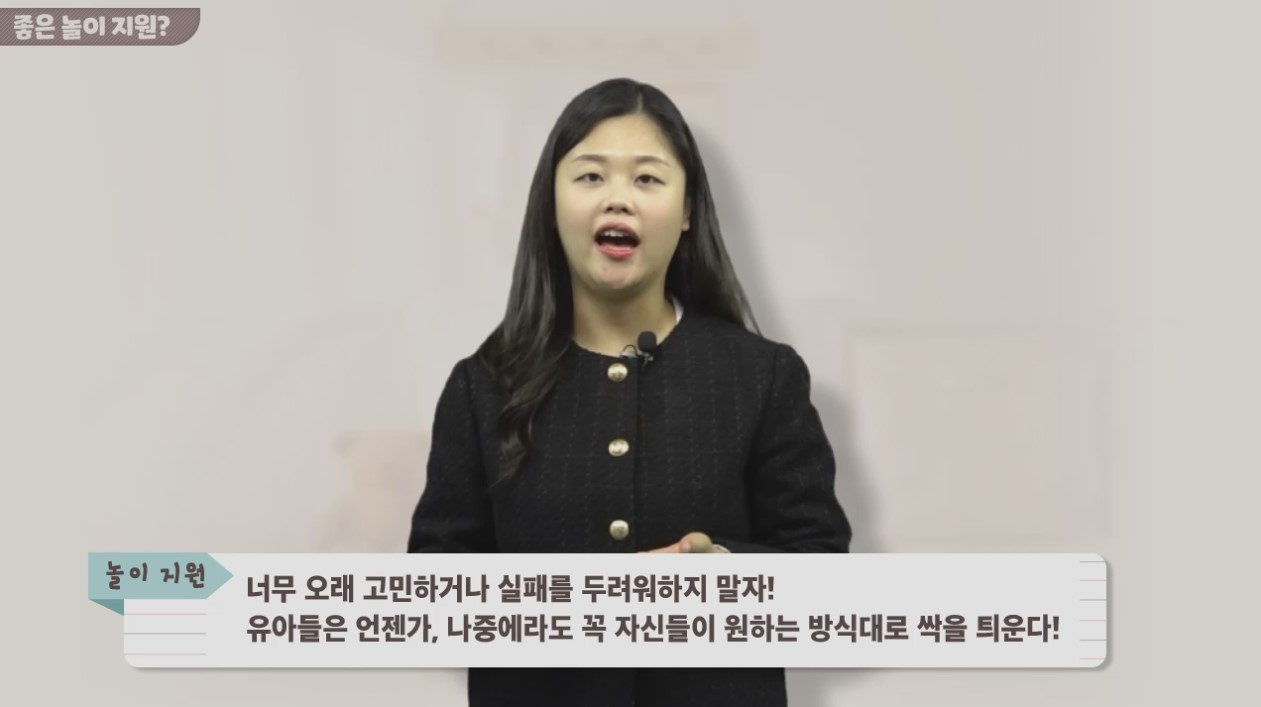 좋은 놀이 지원?
놀이 지원
너무 오래 고민하거나 실패를 두려워하지 말자!
유아들은 언젠가, 나중에라도 꼭 자신들이 원하는 방식대로 싹을 틔운다!